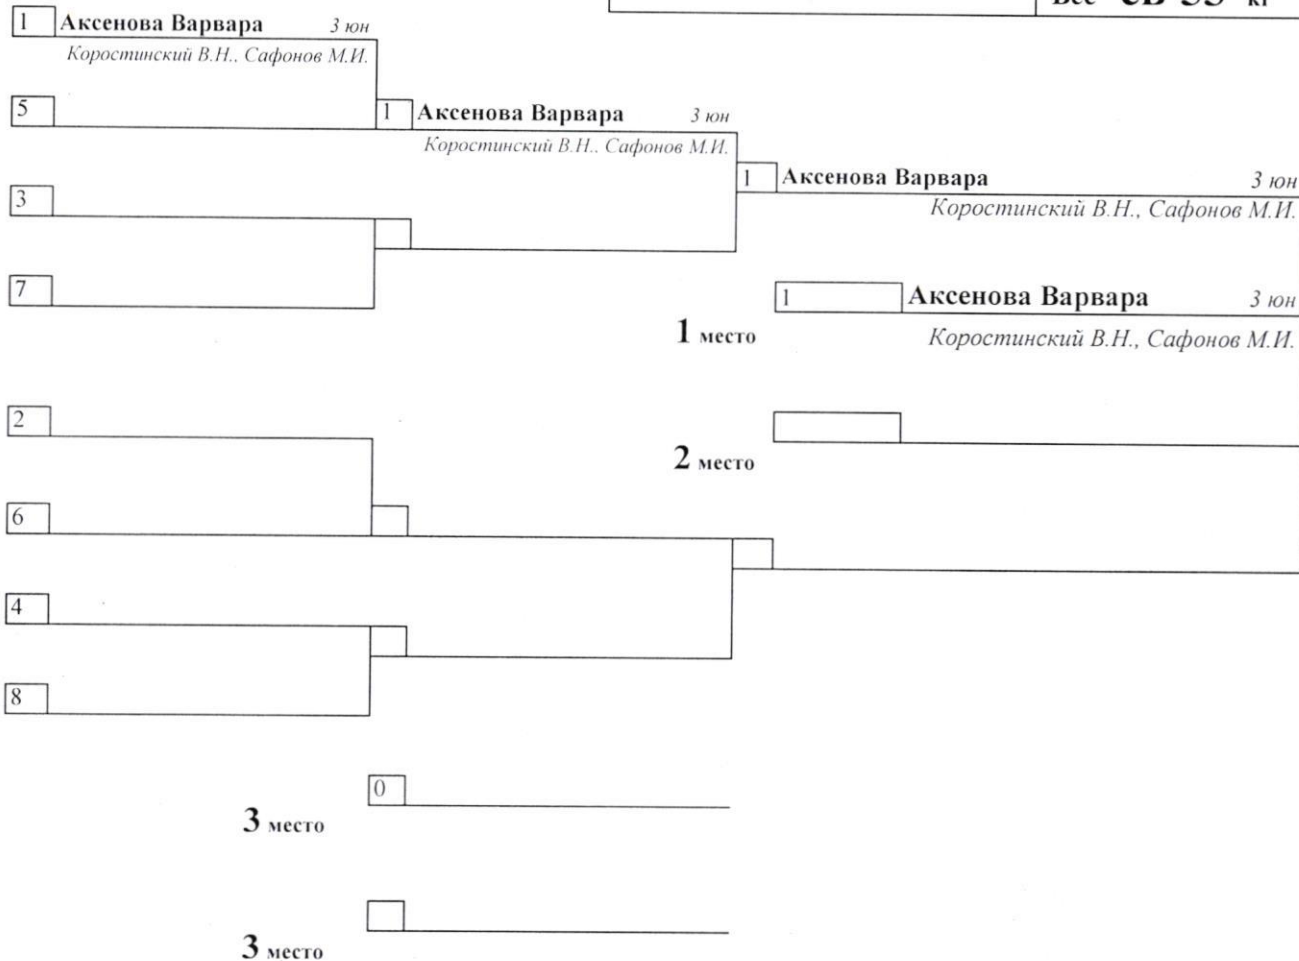 Вес св 55 кг
1 Аксенова Варвара 3 юн
Коростинский В.Н., Сафонов М.И.
5
1 Аксенова Варвара 3 юн
Коростинский В.Н.. Сафонов М.И.
3
1 Аксенова Варвара 3 юн
Коростинский В.Н., Сафонов М.И.
7
1 Аксенова Варвара 3 юн
1 место
Коростинский В.Н., Сафонов М.И.
2
2 место
6
4
8
0
3 место
3 место